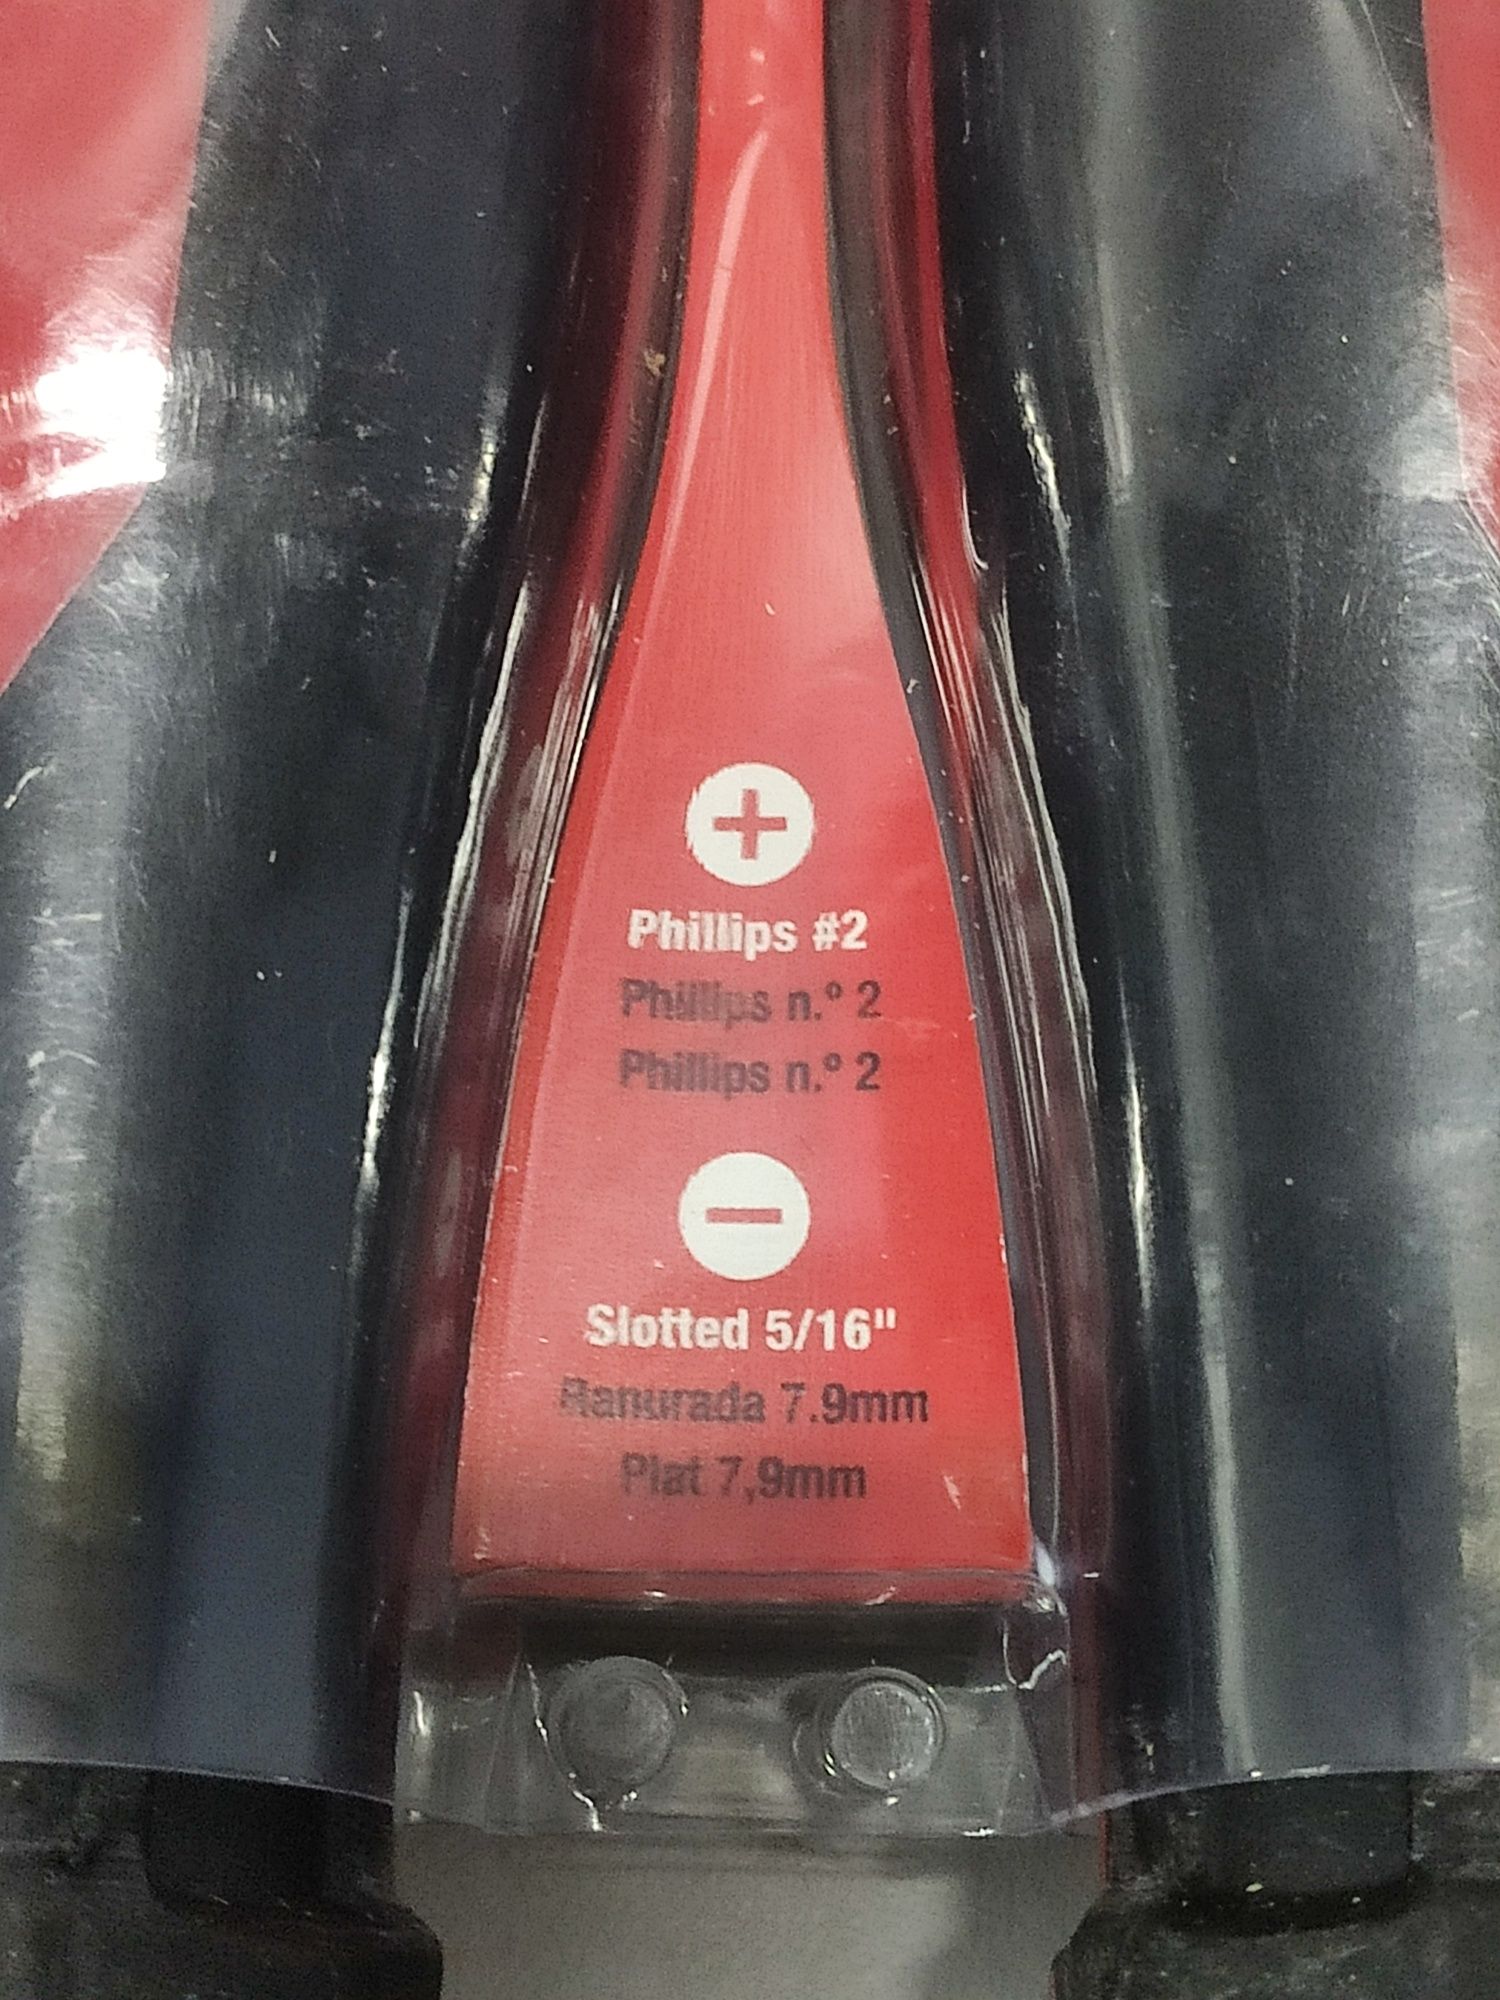 Phillips #2
Phillips n.º 2
Phillips n.º 2
Slotted 5/16"
Ranurada 7.9mm
Plat 7,9mm